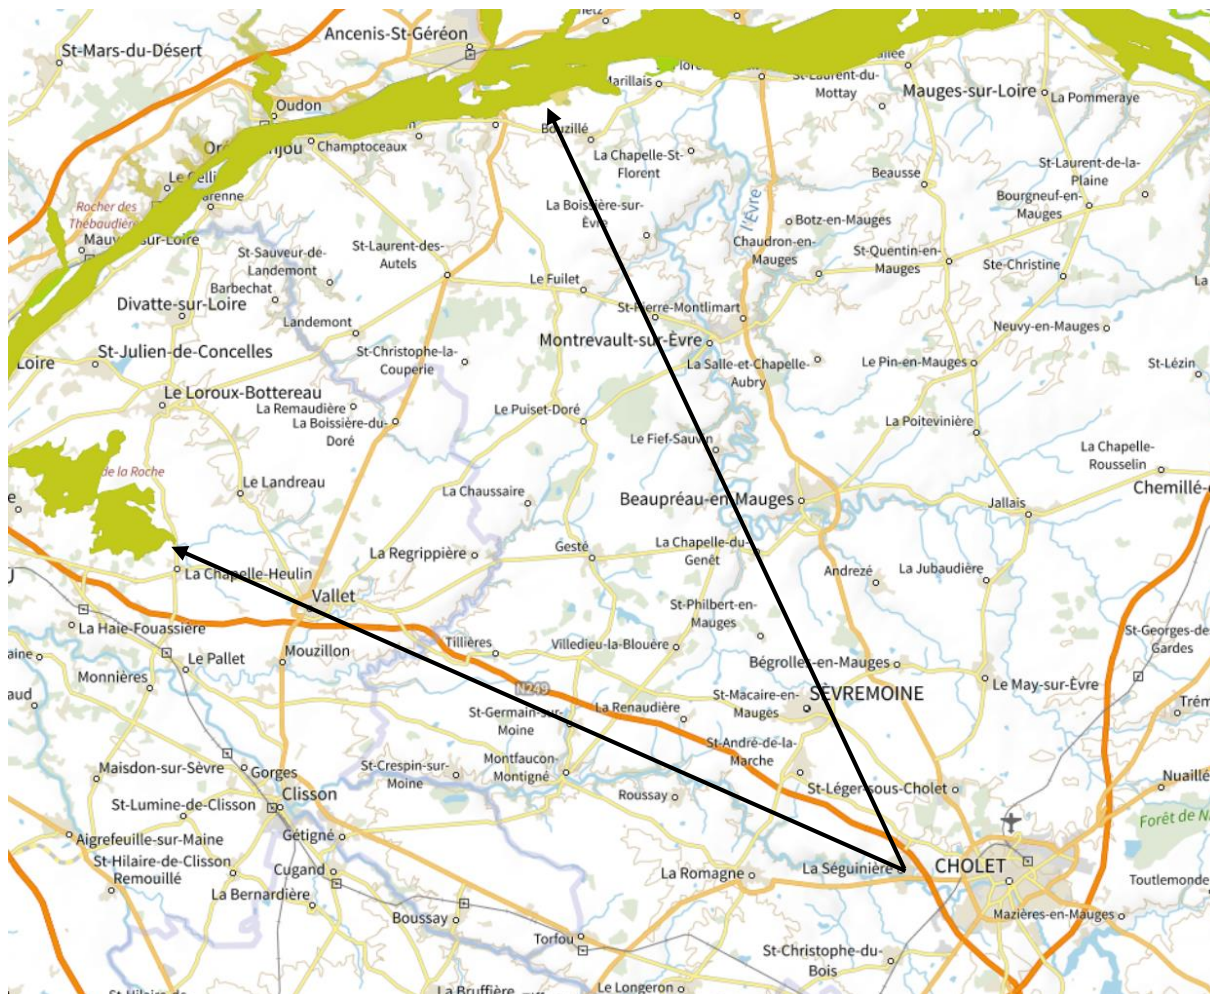 Ancenis-St-Géréon
St-Mars-du-Désert
Marillais
St-Laurent-du-
Mottay
Mauges-sur-Loire
La Pommeraye
Oudon
Champtoceaux
Bouzillé
La Chapelle-St-
Florent
St-Laurent-de-la-
Plaine
Beausse
Bourgneuf-en-
Mauges
Rocher des
La Boissière-sur-
Èvre
l'Èvre
Botz-en-Mauges
St-Sauveur-de-
Landemont
St-Laurent-des-
Autels
Chaudron-en-
Mauges
St-Quentin-en-
Mauges
Ste-Christine
Le Fuilet
Barbechat
Divatte-sur-Loire
St-Pierre-Montlimart
Landemont
Neuvy-en-Mauges
Montrevault-sur-Èvre
St-Julien-de-Concelles
Loire
St-Christophe-la-
Couperie
La Salle-et-Chapelle-
Aubry
Le Pin-en-Mauges
St-Lézin
Le Loroux-Bottereau
La Remaudière
La Boissière-du-
Doré
Le Puiset-Doré
La Poitevinière
Le Fief-Sauvin
La Chapelle-
Rousselin
de la Roche
Le Landreau
La Chaussaire
Beaupréau-en-Mauges
Jallais
Chemillé-
La Regrippière
Gesté
La Chapelle-du-
Genêt
Andrezé
La Jubaudière
La Chapelle-Heulin
Vallet
St-Philbert-en-
Mauges
La Haie-Fouassière
St-Georges-de
Gardes
Tillières
Villedieu-la-Blouère
Le Pallet
Mouzillon
Bégrolles-en-Mauges
Monnières
Le May-sur-Èvre
N249
St-Macaire-en-
Mauges
SÈVREMOINE
St-Germain-sur-
Moine
La Renaudière
St-André-de-la-
Marche
Maisdon-sur-Sèvre
Gorges
St-Crespin-sur-
Moine
Montfaucon-
Montigné
Nuaillé
St-Léger-sous-Cholet
Roussay
St-Lumine-de-Clisson
Clisson
Forêt de
Aigrefeuille-sur-Maine
Gétigné
St-Hilaire-de-Clisson
Remouillé
Cugand
La Romagne
La Séguinière
CHOLET
Toutlemonde
La Bernardière
Boussay
Mazières-en-Mauges
Torfou
St-Christophe-du-
Bois
La Bruffière
Le Longeron